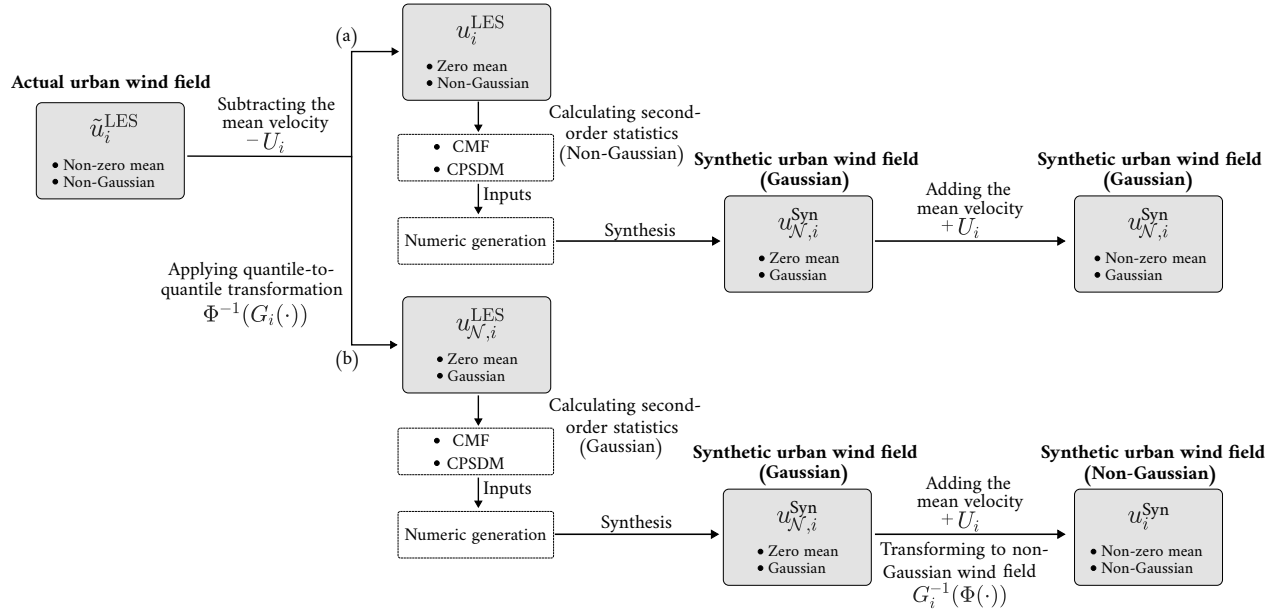 Actual urban wind field
ũ_i^LES
• Non-zero mean
• Non-Gaussian
Subtracting the
mean velocity
−U_i
(a)
u_i^LES
• Zero mean
• Non-Gaussian
Calculating second-
order statistics
(Non-Gaussian)
• CMF
• CPSDM
Inputs
Numeric generation
Synthesis
Synthetic urban wind field
(Gaussian)
u_{𝒩,i}^Syn
• Zero mean
• Gaussian
Adding the
mean velocity
+U_i
Synthetic urban wind field
(Gaussian)
u_{𝒩,i}^Syn
• Non-zero mean
• Gaussian
Applying quantile-to-
quantile transformation
Φ^{−1}(G_i(·))
(b)
u_{𝒩,i}^LES
• Zero mean
• Gaussian
Calculating second-
order statistics
(Gaussian)
• CMF
• CPSDM
Inputs
Numeric generation
Synthesis
Synthetic urban wind field
(Gaussian)
u_{𝒩,i}^Syn
• Zero mean
• Gaussian
Adding the
mean velocity
+U_i
Transforming to non-
Gaussian wind field
G_i^{−1}(Φ(·))
Synthetic urban wind field
(Non-Gaussian)
u_i^Syn
• Non-zero mean
• Non-Gaussian